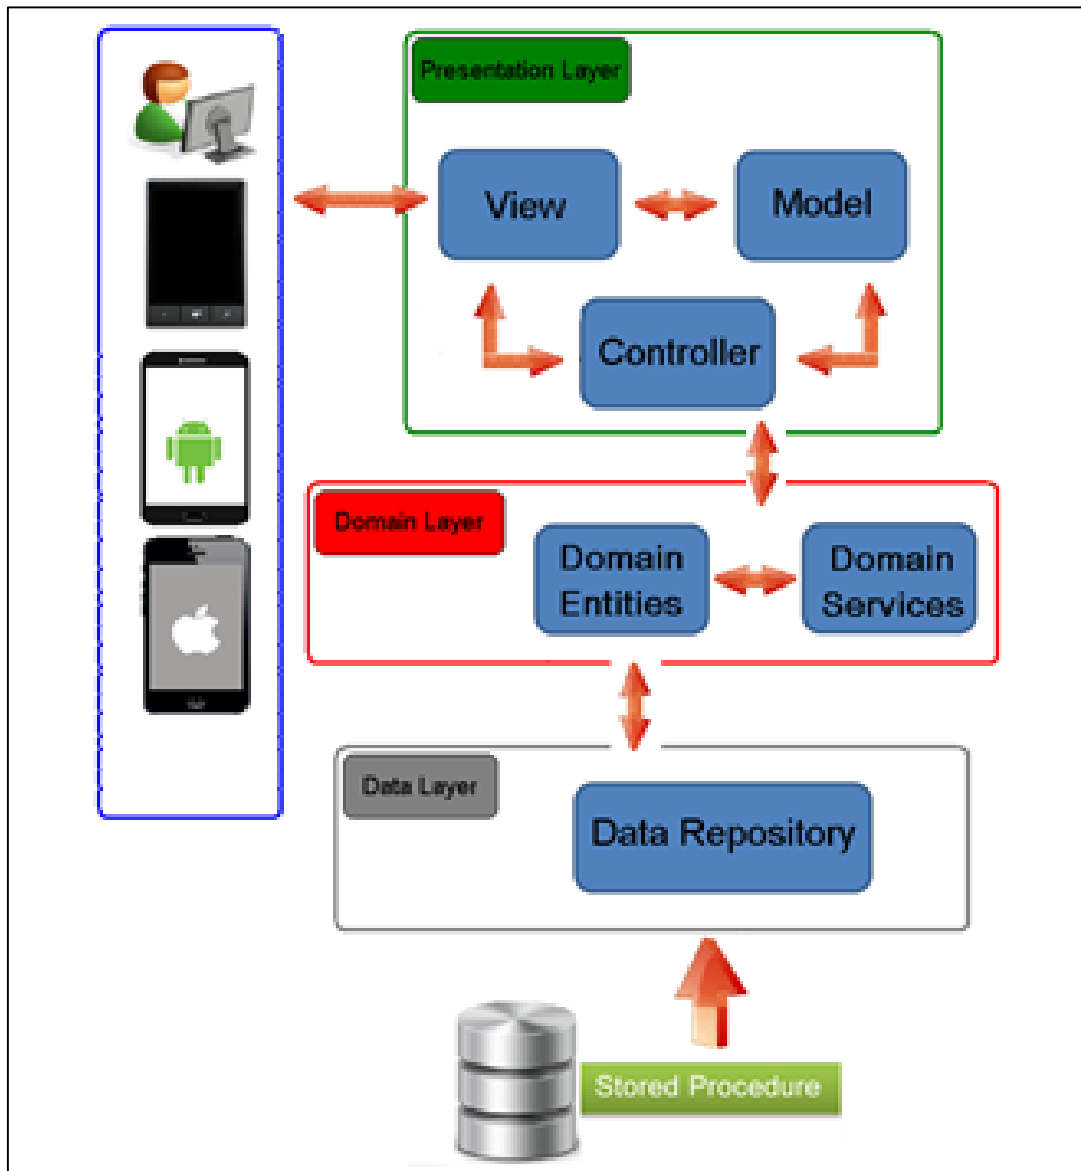 Presentation Layer
View
Model
Controller
Domain Layer
Domain
Entities
Domain
Services
Data Layer
Data Repository
Stored Procedure